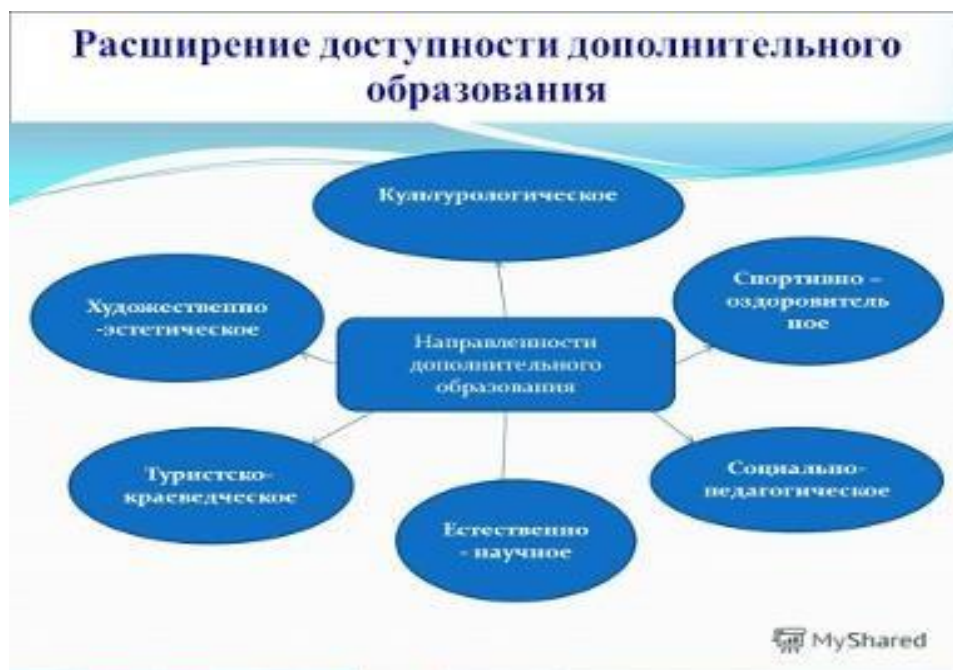 Расширение доступности дополнительного
образования
Культурологическое
Художественно
-эстетическое
Спортивно –
оздоровитель
ное
Направленности
дополнительного
образования
Туристско-
краеведческое
Социально-
педагогическое
Естественно
- научное
MyShared